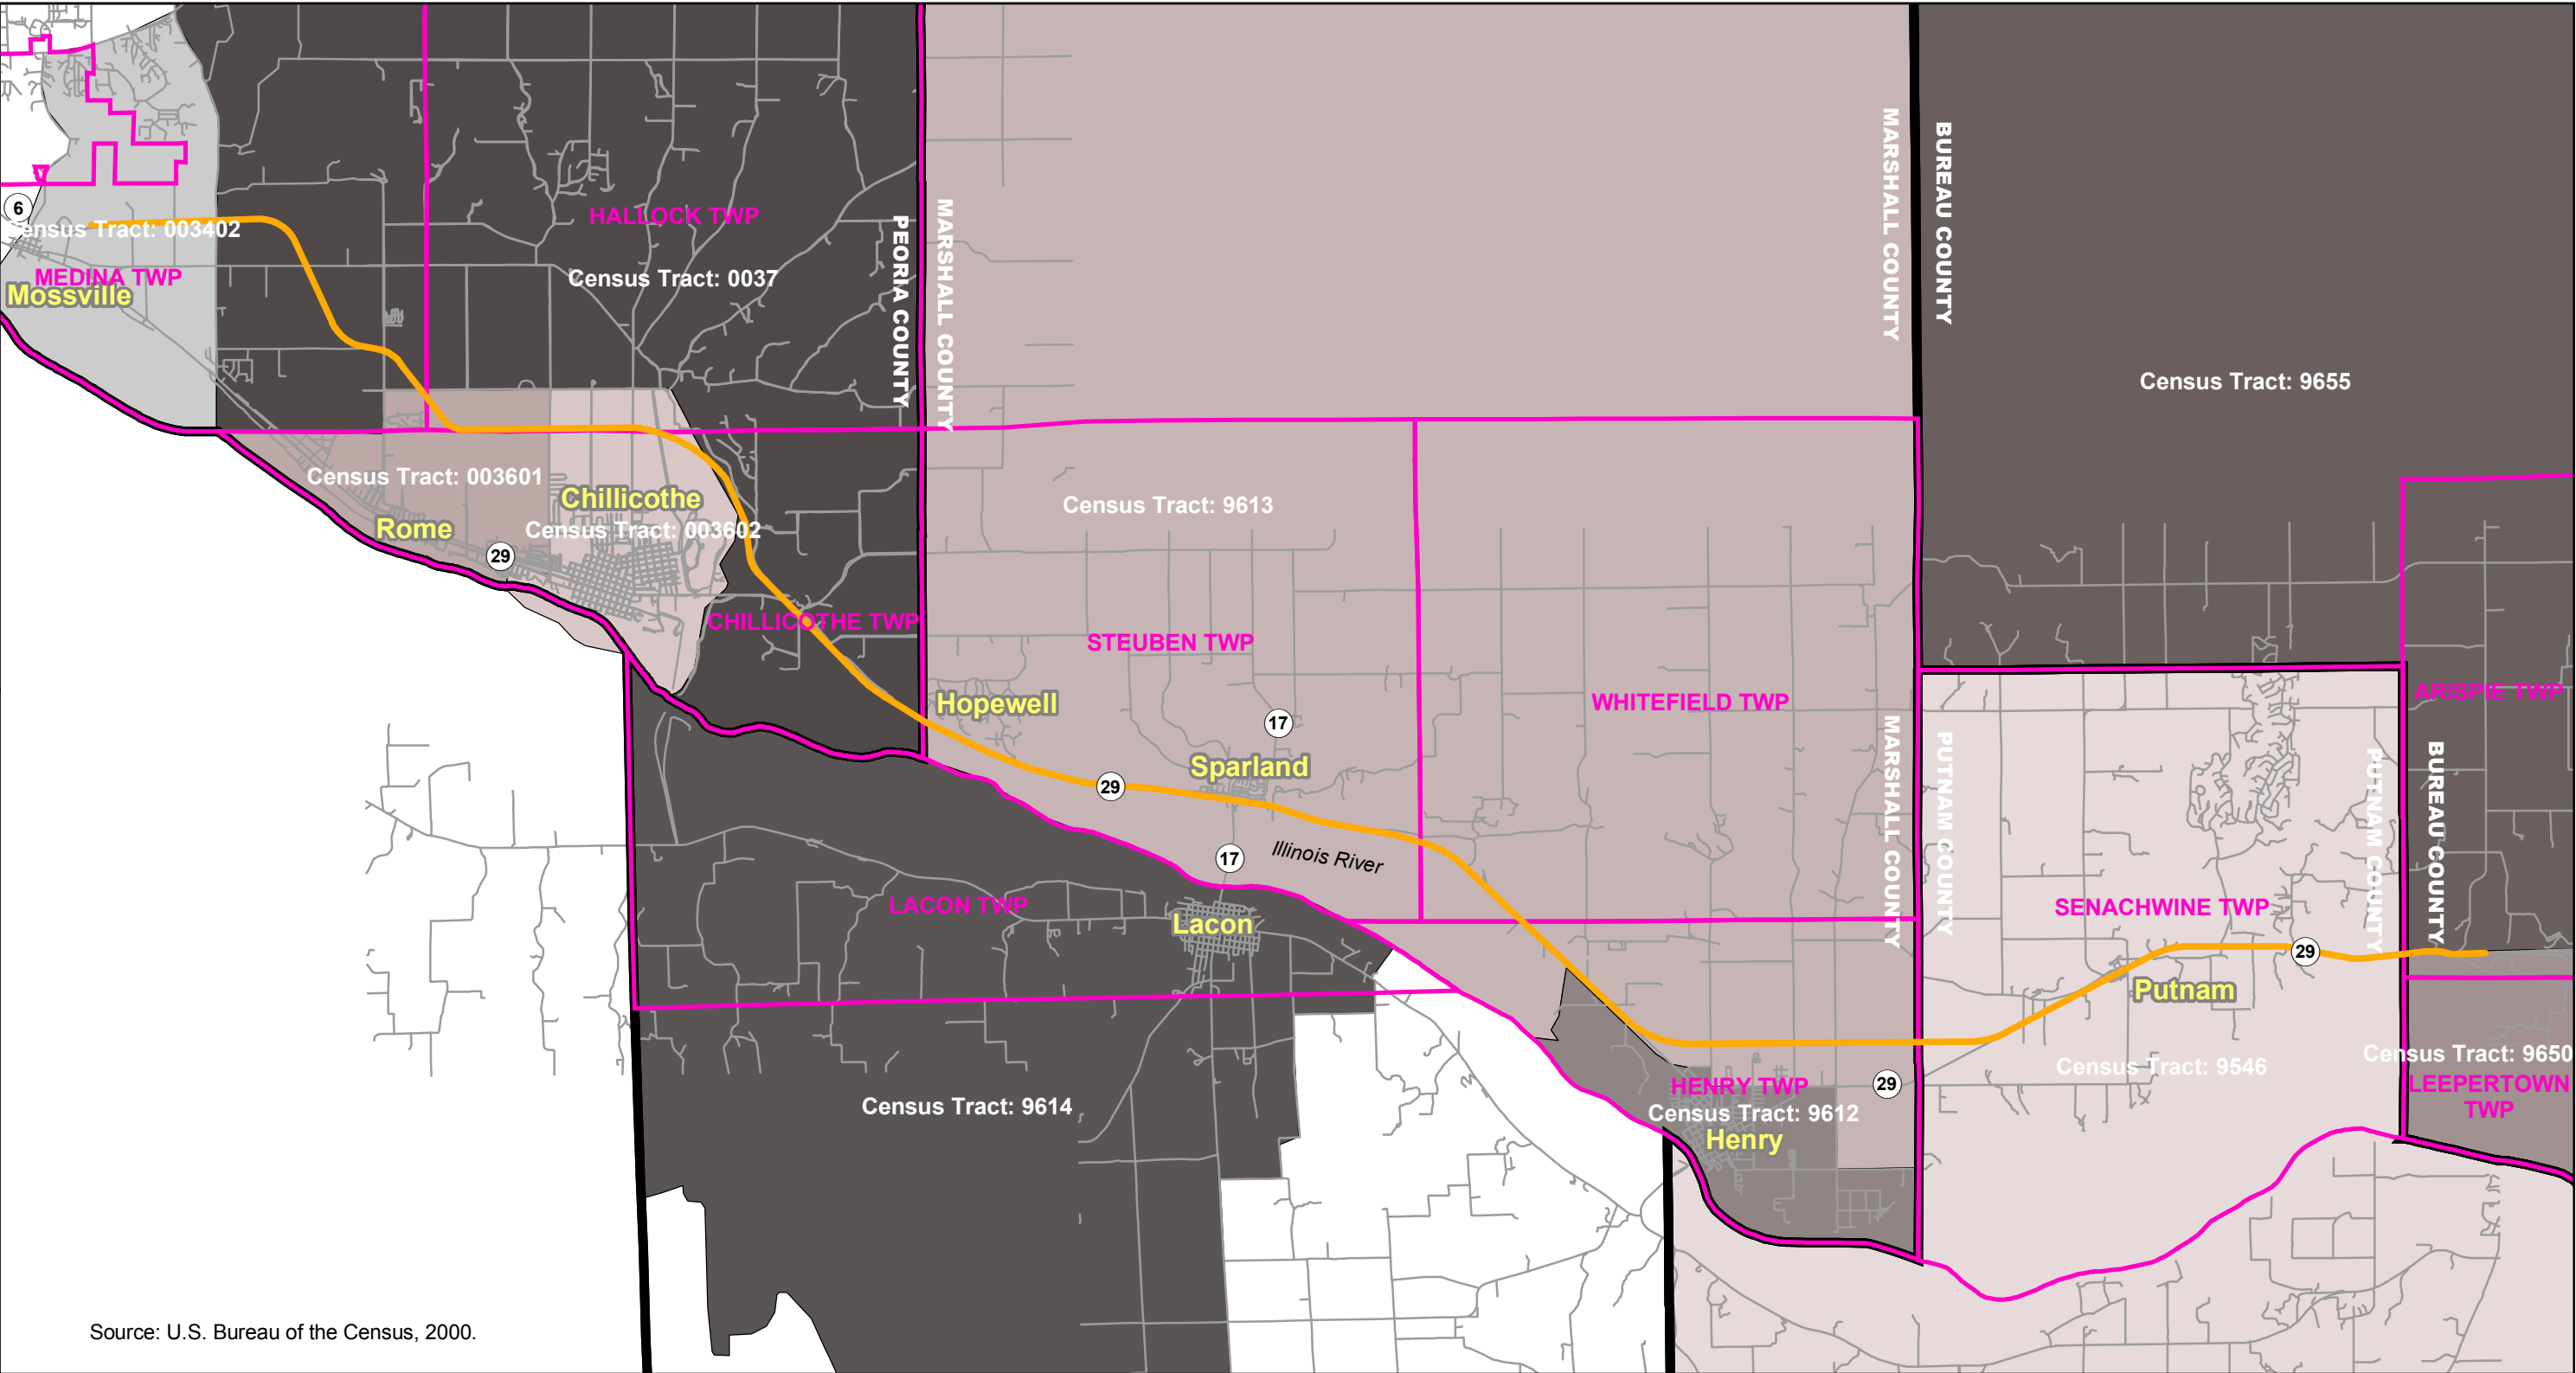 MARSHALL COUNTY
BUREAU COUNTY
6
Census Tract: 003402
HALLOCK TWP
PEORIA COUNTY
MARSHALL COUNTY
MEDINA TWP
Mossville
Census Tract: 0037
Census Tract: 9655
Census Tract: 003601
Chillicothe
Census Tract: 9613
Rome
Census Tract: 003602
29
CHILLICOTHE TWP
STEUBEN TWP
Hopewell
17
WHITEFIELD TWP
ARISPIE TWP
MARSHALL COUNTY
PUTNAM COUNTY
PUTNAM COUNTY
BUREAU COUNTY
Sparland
29
17
Illinois River
LACON TWP
Lacon
SENACHWINE TWP
29
Putnam
Census Tract: 9650
Census Tract: 9546
LEEPERTOWN
TWP
HENRY TWP
29
Census Tract: 9614
Census Tract: 9612
Henry
Source: U.S. Bureau of the Census, 2000.